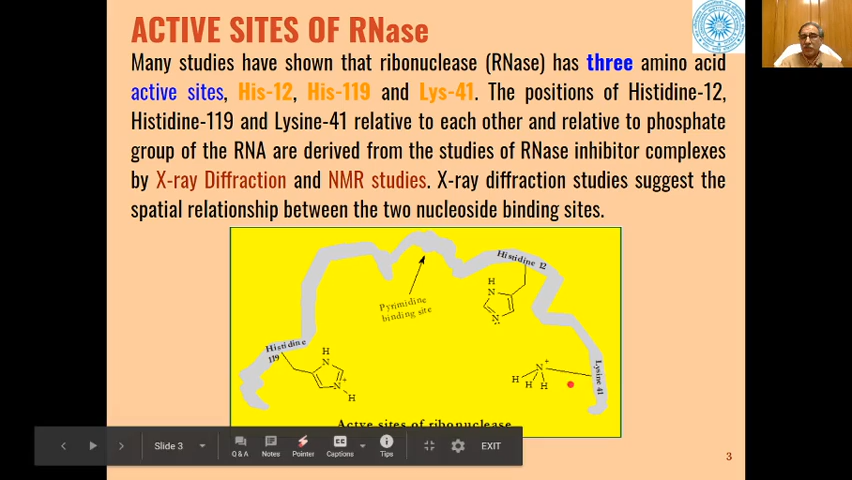 ACTIVE SITES OF RNase
Many studies have shown that ribonuclease (RNase) has three amino acid
active sites, His-12, His-119 and Lys-41. The positions of Histidine-12,
Histidine-119 and Lysine-41 relative to each other and relative to phosphate
group of the RNA are derived from the studies of RNase inhibitor complexes
by X-ray Diffraction and NMR studies. X-ray diffraction studies suggest the
spatial relationship between the two nucleoside binding sites.
Histidine 12
H
N
N
Pyrimidine
binding site
Histidine
119
H
N
N
+
H
N
+
H
H
H
Lysine 41
Actve sites of ribonuclease
Slide 3
Q & A
Notes
Pointer
CC
Captions
Tips
EXIT
3